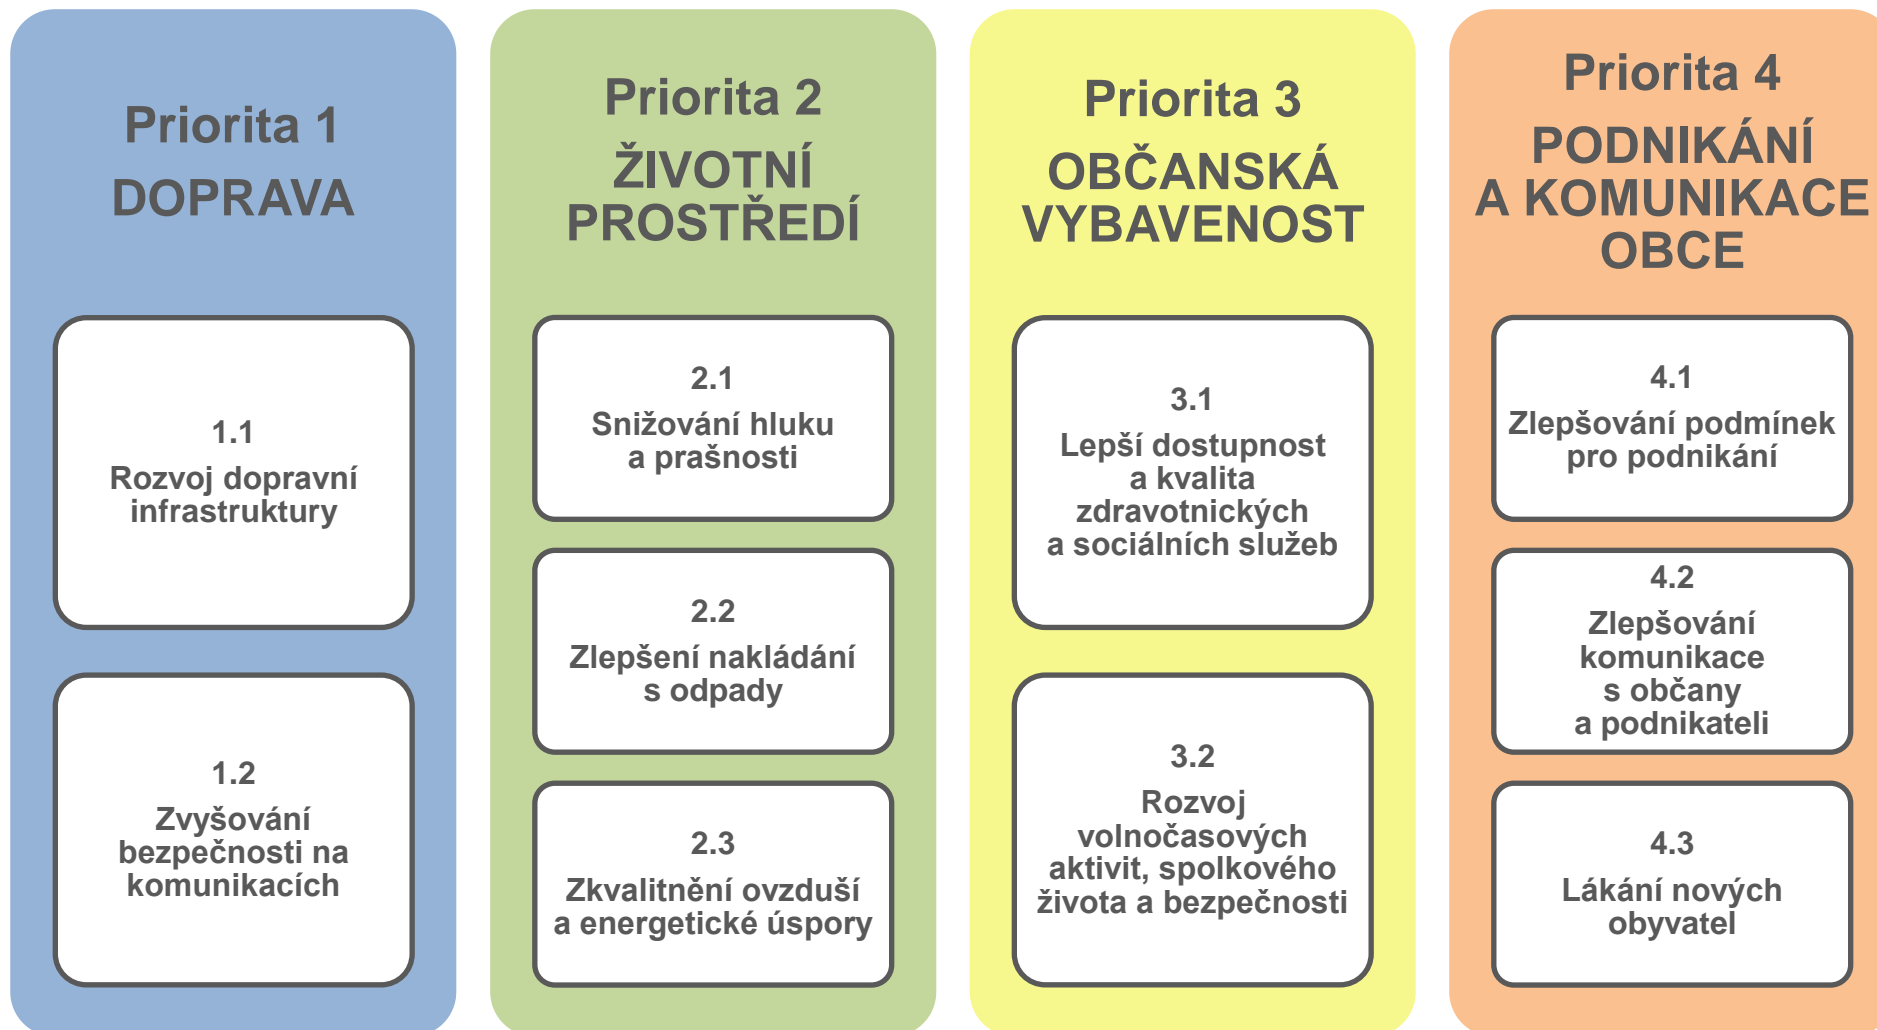 Priorita 1
DOPRAVA
1.1
Rozvoj dopravní
infrastruktury
1.2
Zvyšování
bezpečnosti na
komunikacích
Priorita 2
ŽIVOTNÍ
PROSTŘEDÍ
2.1
Snižování hluku
a prašnosti
2.2
Zlepšení nakládání
s odpady
2.3
Zkvalitnění ovzduší
a energetické úspory
Priorita 3
OBČANSKÁ
VYBAVENOST
3.1
Lepší dostupnost
a kvalita
zdravotnických
a sociálních služeb
3.2
Rozvoj
volnočasových
aktivit, spolkového
života a bezpečnosti
Priorita 4
PODNIKÁNÍ
A KOMUNIKACE
OBCE
4.1
Zlepšování podmínek
pro podnikání
4.2
Zlepšování
komunikace
s občany
a podnikateli
4.3
Lákání nových
obyvatel